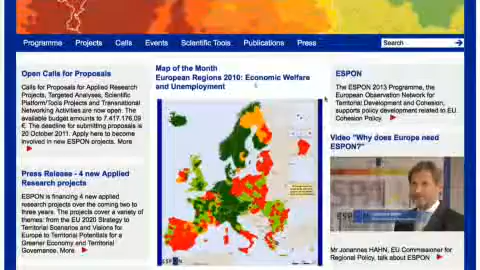 Programme Projects Calls Events Scientific Tools Publications Press Search
Open Calls for Proposals
Calls for Proposals for Applied Research
Projects, Targeted Analyses, Scientific
Platform/Tools Projects and Transnational
Networking Activities are now open. The
available budget amounts to 7.417.176,09
€. The deadline for submitting proposals is
20 October 2011. Apply here to become
involved in new ESPON projects. More
Press Release - 4 new Applied
Research projects
ESPON is financing 4 new applied
research projects over the coming two to
three years. The projects cover a variety of
themes: from the EU 2020 Strategy to
Territorial Scenarios and Visions for
Europe to Territorial Potentials for a
Greener Economy and Territorial
Governance. More
Map of the Month
European Regions 2010: Economic Welfare
and Unemployment
ESPON
ESPON
The ESPON 2013 Programme, the
European Observation Network for
Territorial Development and Cohesion,
supports policy development related to EU
Cohesion Policy.
Video "Why does Europe need
ESPON?"
Mr Johannes HAHN, EU Commissioner for
Regional Policy, talk about ESPON